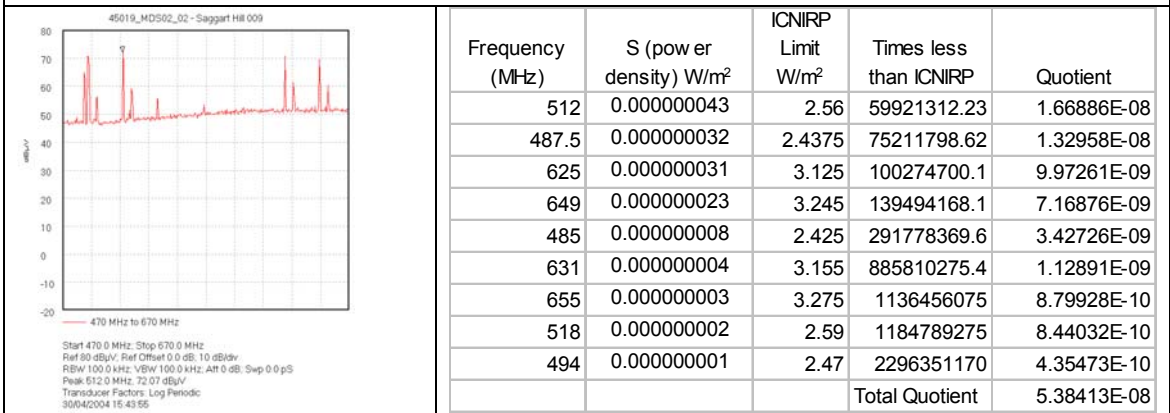 45019_MDS02_02 - Saggart Hill 009
80
70
60
50
40
30
20
10
0
-10
-20
dBµV
470 MHz to 670 MHz
Start 470.0 MHz; Stop 670.0 MHz
Ref 80 dBµV; Ref Offset 0.0 dB; 10 dB/div
RBW 100.0 kHz; VBW 100.0 kHz; Att 0 dB; Swp 0.0 pS
Peak 512.0 MHz, 72.07 dBµV
Transducer Factors: Log Periodic
30/04/2004 15:43:55
Frequency (MHz) S (pow er density) W/m² ICNIRP Limit W/m² Times less than ICNIRP Quotient
512 0.000000043 2.56 59921312.23 1.66886E-08
487.5 0.000000032 2.4375 75211798.62 1.32958E-08
625 0.000000031 3.125 100274700.1 9.97261E-09
649 0.000000023 3.245 139494168.1 7.16876E-09
485 0.000000008 2.425 291778369.6 3.42726E-09
631 0.000000004 3.155 885810275.4 1.12891E-09
655 0.000000003 3.275 1136456075 8.79928E-10
518 0.000000002 2.59 1184789275 8.44032E-10
494 0.000000001 2.47 2296351170 4.35473E-10
Total Quotient 5.38413E-08